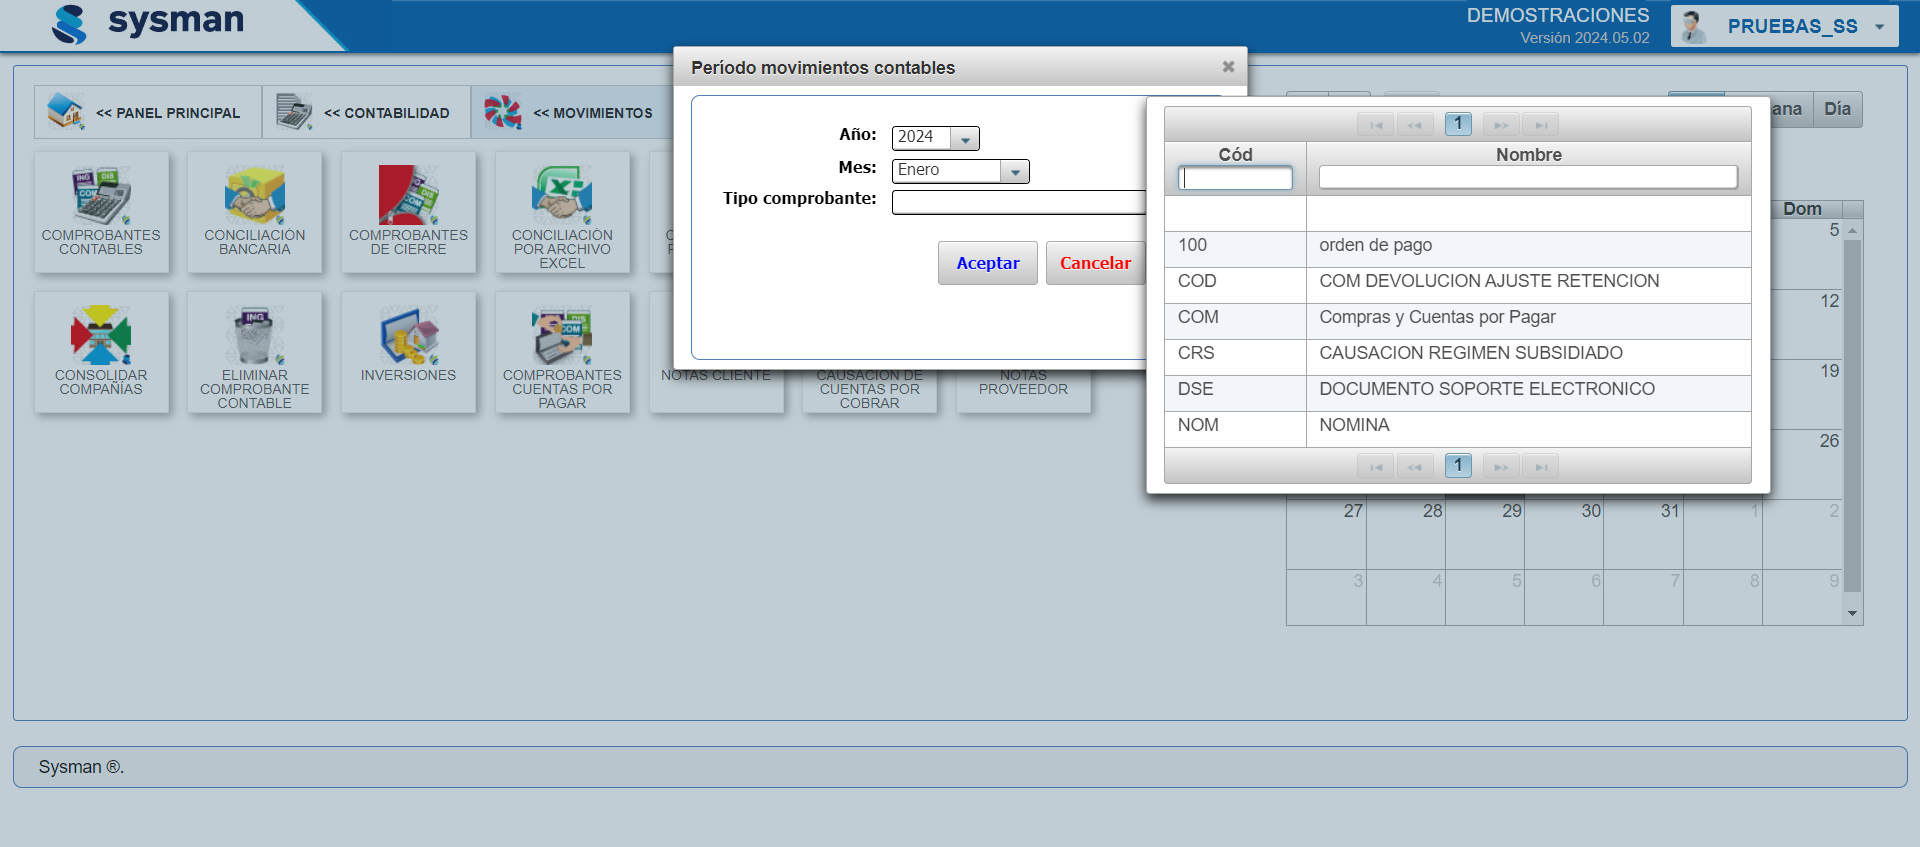 sysman
DEMOSTRACIONES
Versión 2024.05.02
PRUEBAS_SS
<< PANEL PRINCIPAL
<< CONTABILIDAD
<< MOVIMIENTOS
COMPROBANTES
CONTABLES
CONCILIACIÓN
BANCARIA
COMPROBANTES
DE CIERRE
CONCILIACIÓN
POR ARCHIVO
EXCEL
CONSOLIDAR
COMPAÑÍAS
ELIMINAR
COMPROBANTE
CONTABLE
INVERSIONES
COMPROBANTES
CUENTAS POR
PAGAR
NOTAS CLIENTE
CAUSACION DE
CUENTAS POR
COBRAR
NOTAS
PROVEEDOR
Período movimientos contables
Año: 2024
Mes: Enero
Tipo comprobante:
Aceptar
Cancelar
1
Cód Nombre
100 orden de pago
COD COM DEVOLUCION AJUSTE RETENCION
COM Compras y Cuentas por Pagar
CRS CAUSACION REGIMEN SUBSIDIADO
DSE DOCUMENTO SOPORTE ELECTRONICO
NOM NOMINA
1
ana Día
Dom
5
12
19
26
27 28 29 30 31 1 2
3 4 5 6 7 8 9
Sysman ®.